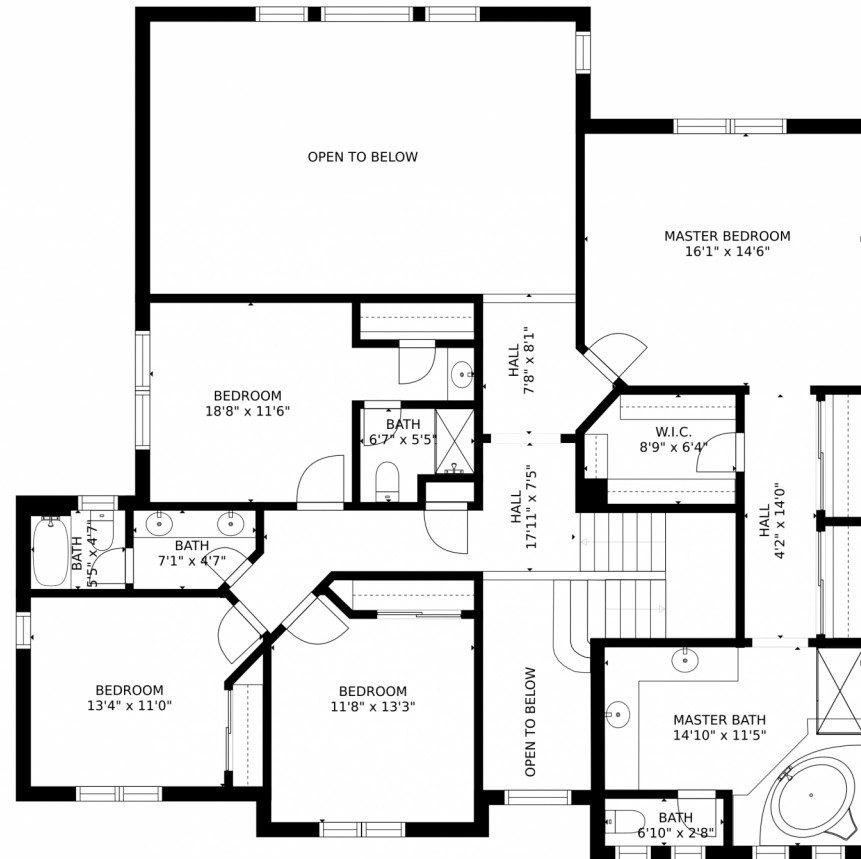 OPEN TO BELOW
MASTER BEDROOM
16'1" x 14'6"
HALL
7'8" x 8'1"
BEDROOM
18'8" x 11'6"
BATH
6'7" x 5'5"
W.I.C.
8'9" x 6'4"
HALL
17'11" x 7'5"
HALL
4'2" x 14'0"
BATH
5'5" x 4'7"
BATH
7'1" x 4'7"
BEDROOM
13'4" x 11'0"
BEDROOM
11'8" x 13'3"
OPEN TO BELOW
MASTER BATH
14'10" x 11'5"
BATH
6'10" x 2'8"